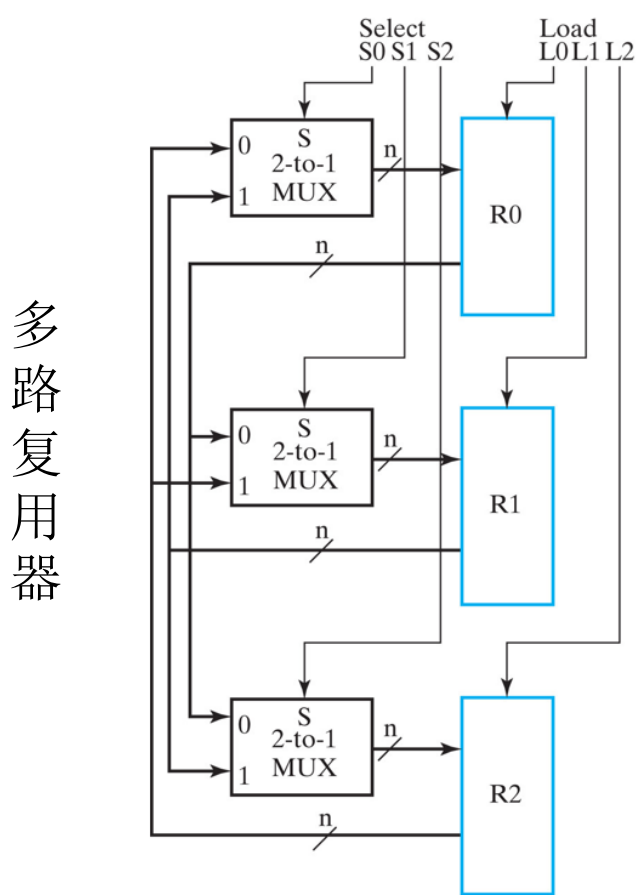 多路复用器
Select
S0 S1 S2
Load
L0 L1 L2
S
0
2-to-1
1
MUX
n
R0
n
S
0
2-to-1
1
MUX
n
R1
n
S
0
2-to-1
1
MUX
n
R2
n